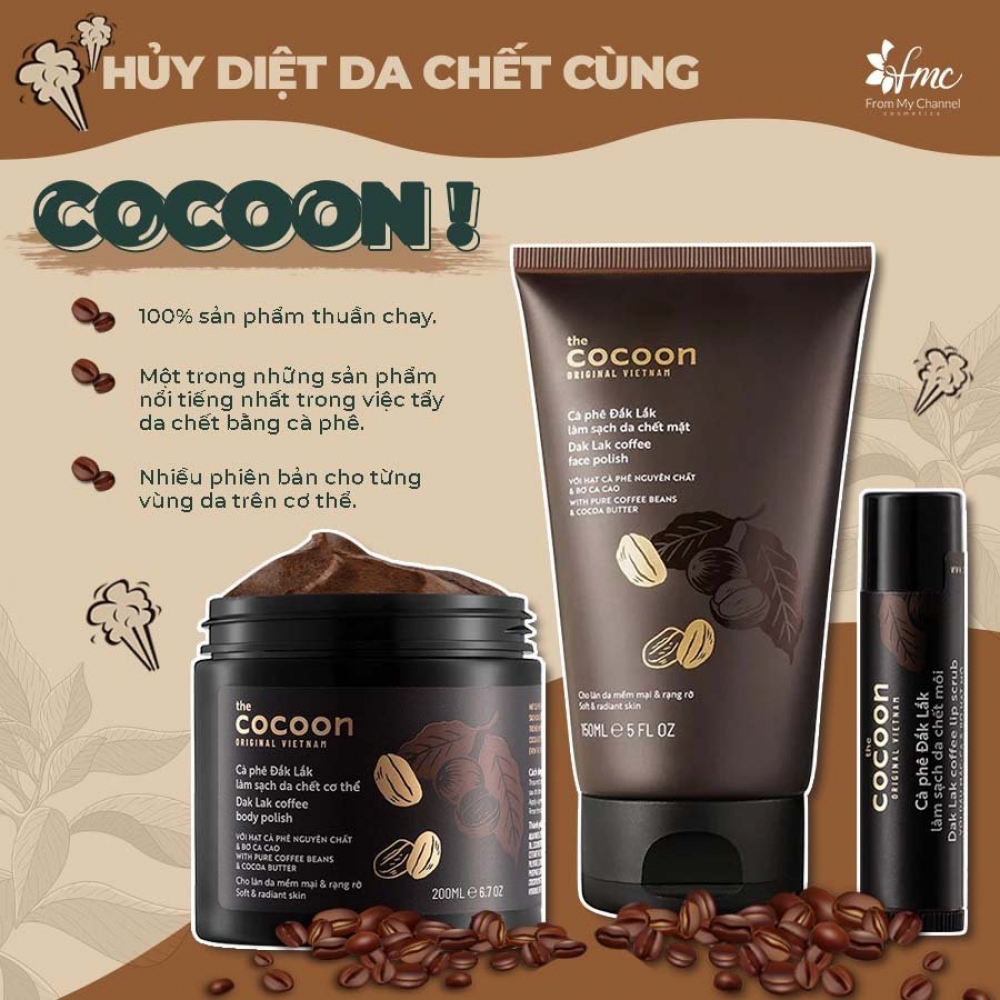 HỦY DIỆT DA CHẾT CÙNG
fmc
From My Channel
cosmetics
COCOON !
100% sản phẩm thuần chay.
Một trong những sản phẩm
nổi tiếng nhất trong việc tẩy
da chết bằng cà phê.
Nhiều phiên bản cho từng
vùng da trên cơ thể.
the
cocoon
ORIGINAL VIETNAM
Cà phê Đắk Lắk
làm sạch da chết mặt
Dak Lak coffee
face polish
VỚI HẠT CÀ PHÊ NGUYÊN CHẤT
& BƠ CA CAO
WITH PURE COFFEE BEANS
& COCOA BUTTER
Cho làn da mềm mại & rạng rỡ
Soft & radiant skin
150ML e 5 FL OZ
the
cocoon
ORIGINAL VIETNAM
Cà phê Đắk Lắk
làm sạch da chết cơ thể
Dak Lak coffee
body polish
VỚI HẠT CÀ PHÊ NGUYÊN CHẤT
& BƠ CA CAO
WITH PURE COFFEE BEANS
& COCOA BUTTER
Cho làn da mềm mại & rạng rỡ
Soft & radiant skin
200ML e 6.7 OZ
the
cocoon
ORIGINAL VIETNAM
Cà phê Đắk Lắk
làm sạch da chết môi
Dak Lak coffee lip scrub